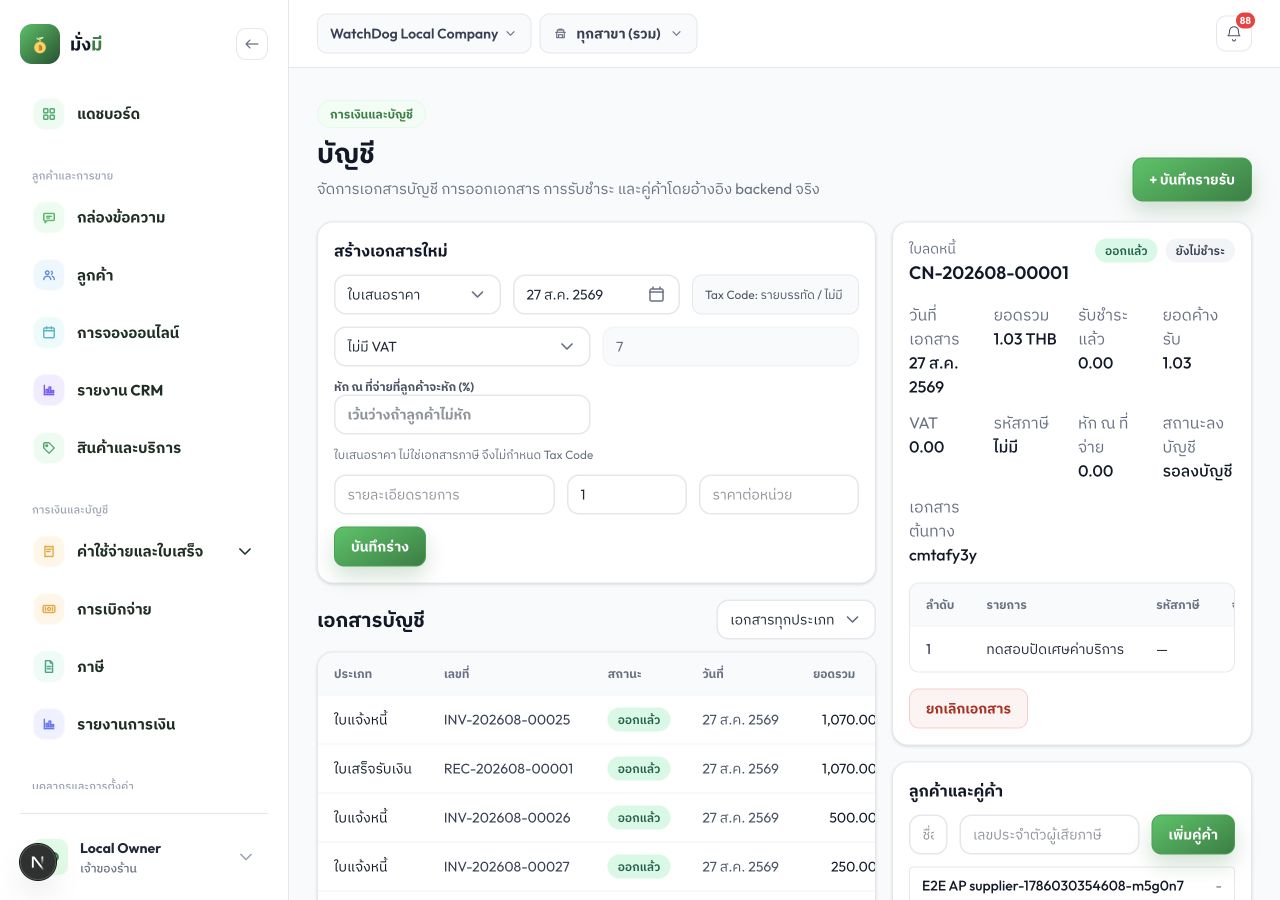 มั่งมี
WatchDog Local Company
ทุกสาขา (รวม)
88
แดชบอร์ด
ลูกค้าและการขาย
กล่องข้อความ
ลูกค้า
การจองออนไลน์
รายงาน CRM
สินค้าและบริการ
การเงินและบัญชี
ค่าใช้จ่ายและใบเสร็จ
การเบิกจ่าย
ภาษี
รายงานการเงิน
บุคลากรและการตั้งค่า
N
Local Owner
เจ้าของร้าน
การเงินและบัญชี
บัญชี
จัดการเอกสารบัญชี การออกเอกสาร การรับชำระ และคู่ค้าโดยอ้างอิง backend จริง
+ บันทึกรายรับ
สร้างเอกสารใหม่
ใบเสนอราคา
27 ส.ค. 2569
Tax Code: รายบรรทัด / ไม่มี
ไม่มี VAT
7
หัก ณ ที่จ่ายที่ลูกค้าจะหัก (%)
เว้นว่างถ้าลูกค้าไม่หัก
ใบเสนอราคา ไม่ใช่เอกสารภาษี จึงไม่กำหนด Tax Code
รายละเอียดรายการ
1
ราคาต่อหน่วย
บันทึกร่าง
เอกสารบัญชี
เอกสารทุกประเภท
ประเภท เลขที่ สถานะ วันที่ ยอดรวม
ใบแจ้งหนี้ INV-202608-00025 ออกแล้ว 27 ส.ค. 2569 1,070.00
ใบเสร็จรับเงิน REC-202608-00001 ออกแล้ว 27 ส.ค. 2569 1,070.00
ใบแจ้งหนี้ INV-202608-00026 ออกแล้ว 27 ส.ค. 2569 500.00
ใบแจ้งหนี้ INV-202608-00027 ออกแล้ว 27 ส.ค. 2569 250.00
ใบลดหนี้
CN-202608-00001
ออกแล้ว
ยังไม่ชำระ
วันที่
เอกสาร
27 ส.ค.
2569
ยอดรวม
1.03 THB
รับชำระ
แล้ว
0.00
ยอดค้าง
รับ
1.03
VAT
0.00
รหัสภาษี
ไม่มี
หัก ณ ที่
จ่าย
0.00
สถานะลง
บัญชี
รอลงบัญชี
เอกสาร
ต้นทาง
cmtafy3y
ลำดับ รายการ รหัสภาษี
1 ทดสอบปัดเศษค่าบริการ —
ยกเลิกเอกสาร
ลูกค้าและคู่ค้า
เลขประจำตัวผู้เสียภาษี
เพิ่มคู่ค้า
E2E AP supplier-1786030354608-m5g0n7 -